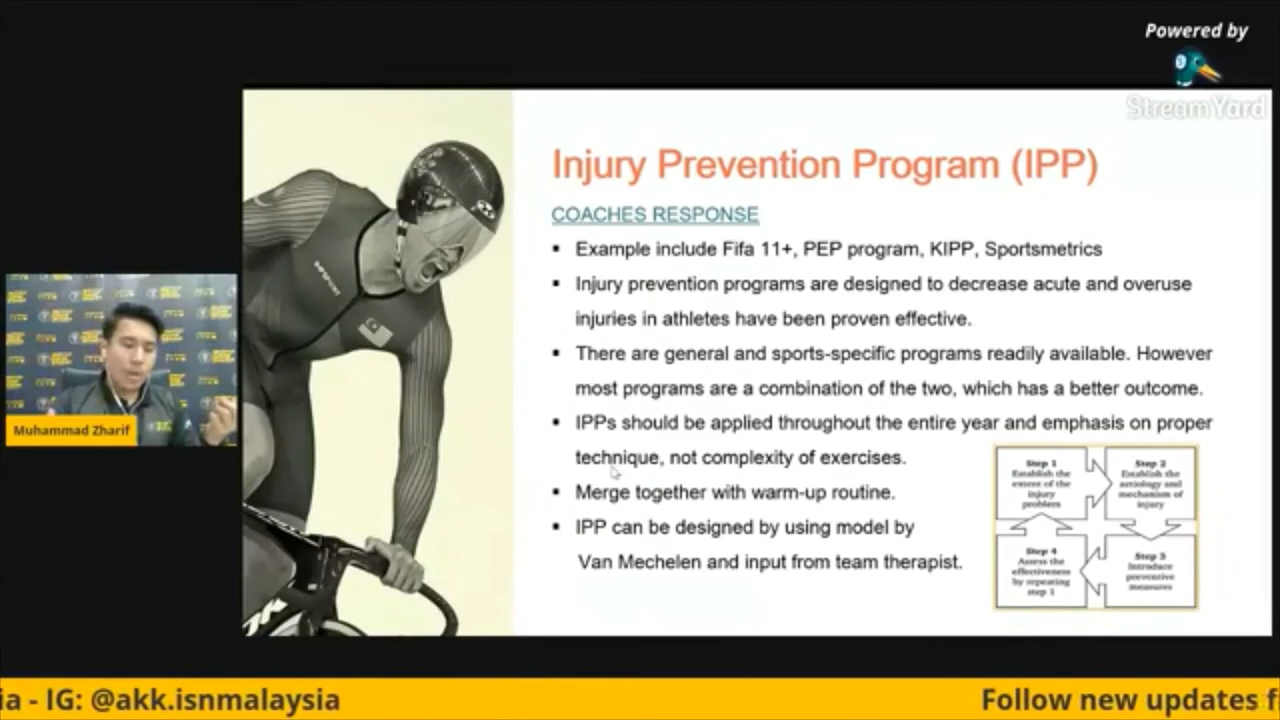 Powered by
StreamYard
Injury Prevention Program (IPP)
COACHES RESPONSE
▪ Example include Fifa 11+, PEP program, KIPP, Sportsmetrics
▪ Injury prevention programs are designed to decrease acute and overuse
injuries in athletes have been proven effective.
▪ There are general and sports-specific programs readily available. However
most programs are a combination of the two, which has a better outcome.
▪ IPPs should be applied throughout the entire year and emphasis on proper
technique, not complexity of exercises.
▪ Merge together with warm-up routine.
▪ IPP can be designed by using model by
Van Mechelen and input from team therapist.
Step 1
Establish the
extent of the
injury
problem
Step 2
Establish the
aetiology and
mechanism of
injury
Step 4
Assess the
effectiveness
by repeating
step 1
Step 3
Introduce
preventive
measures
Muhammad Zharif
ia - IG: @akk.isnmalaysia
Follow new updates f